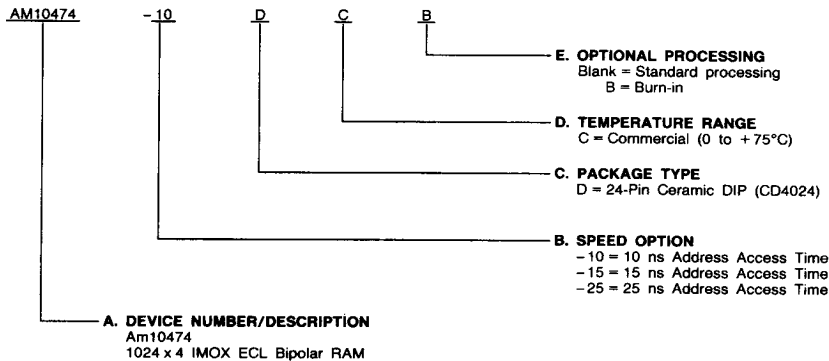 AM10474 -10 D C B
E. OPTIONAL PROCESSING
Blank = Standard processing
B = Burn-in
D. TEMPERATURE RANGE
C = Commercial (0 to +75°C)
C. PACKAGE TYPE
D = 24-Pin Ceramic DIP (CD4024)
B. SPEED OPTION
-10 = 10 ns Address Access Time
-15 = 15 ns Address Access Time
-25 = 25 ns Address Access Time
A. DEVICE NUMBER/DESCRIPTION
Am10474
1024 x 4 IMOX ECL Bipolar RAM